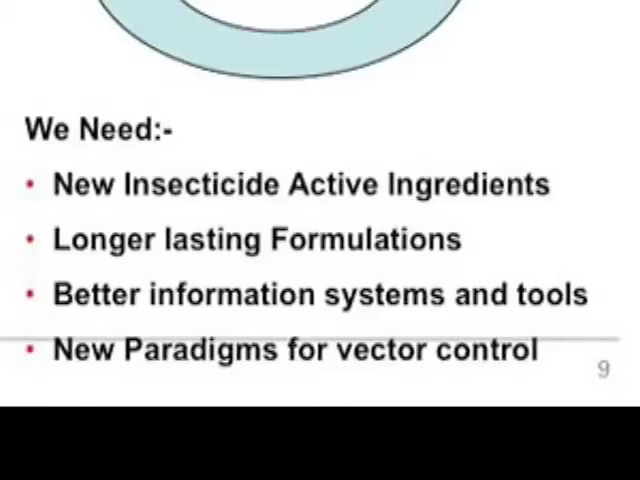 We Need:-
• New Insecticide Active Ingredients
• Longer lasting Formulations
• Better information systems and tools
• New Paradigms for vector control
9